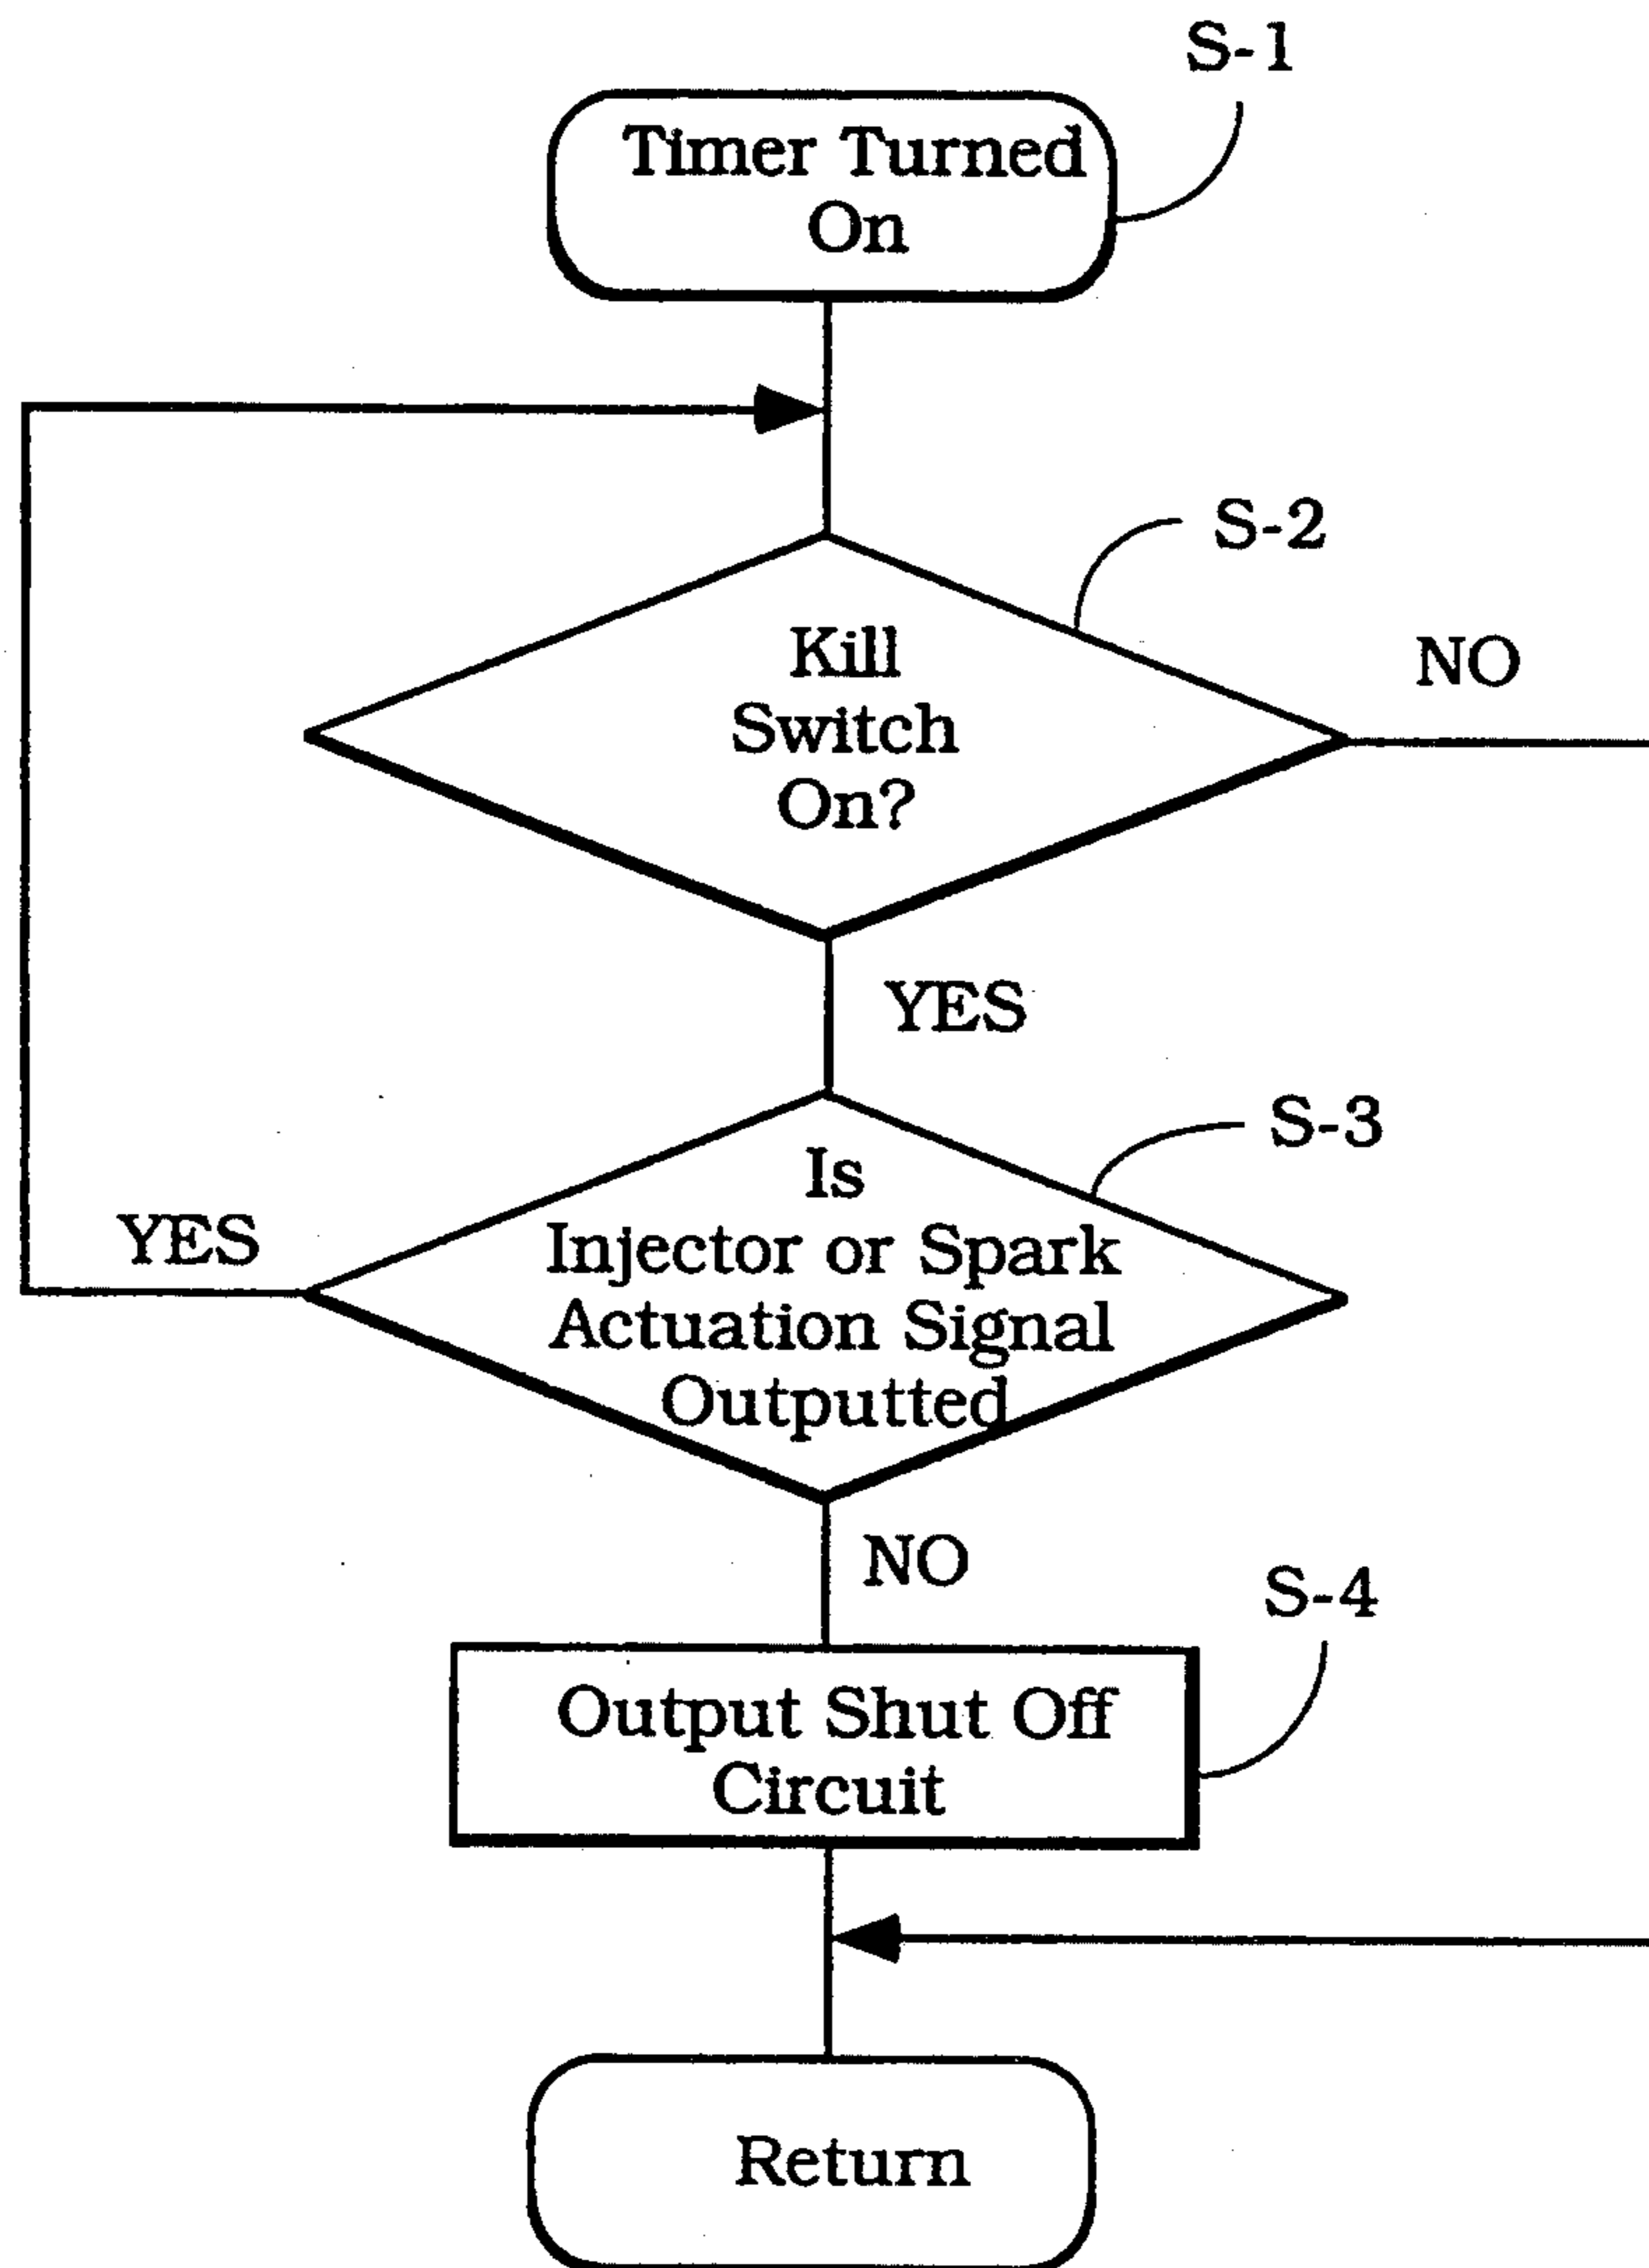 S-1
Timer Turned
On
S-2
Kill
Switch
On?
NO
YES
S-3
Is
Injector or Spark
Actuation Signal
Outputted
YES
NO
S-4
Output Shut Off
Circuit
Return